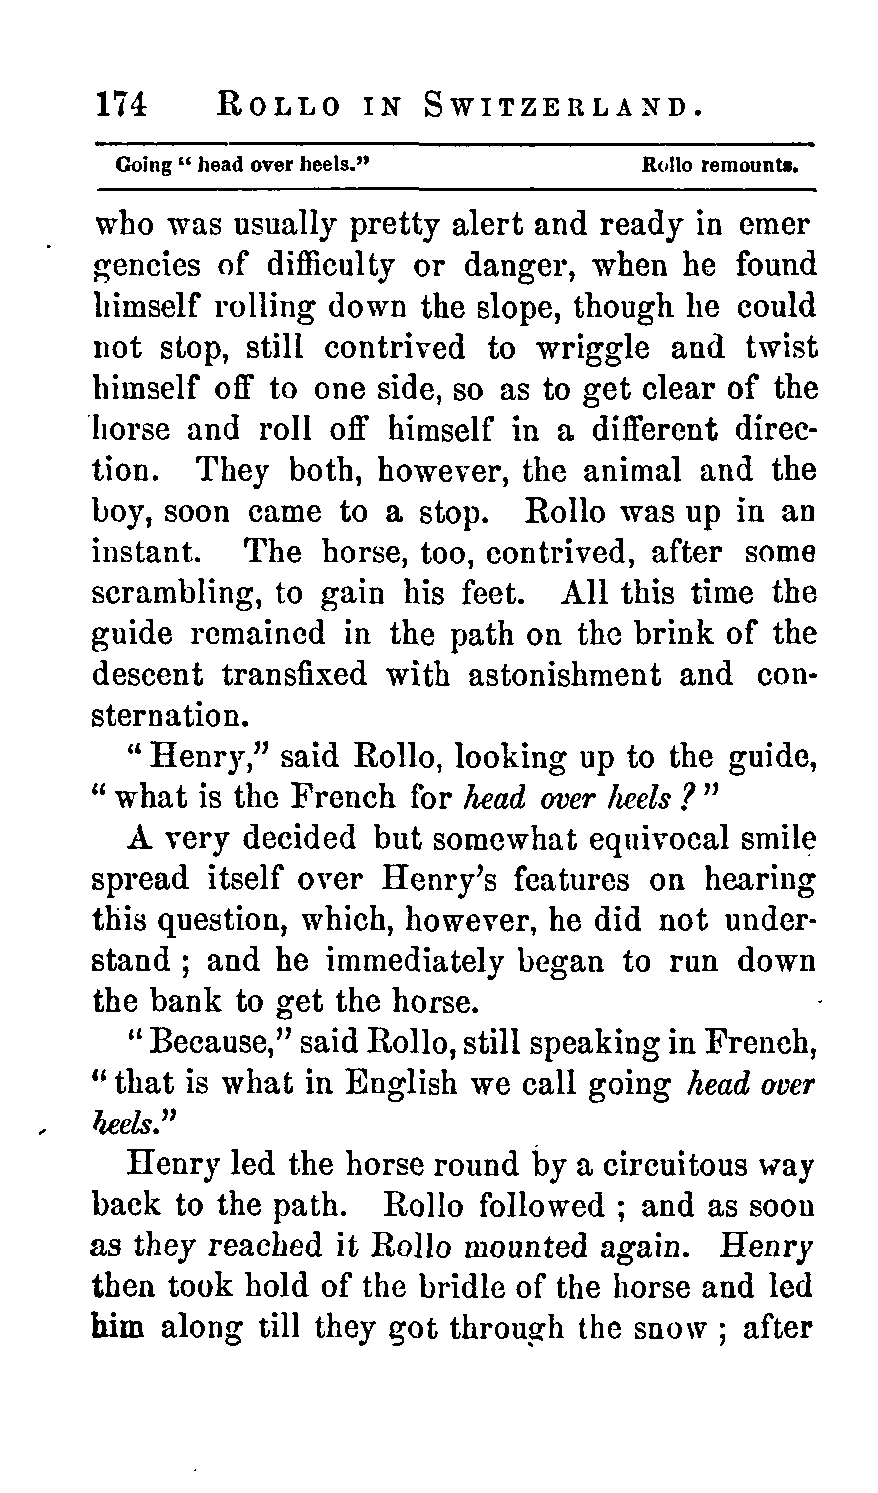 174 ROLLO IN SWITZERLAND.
Going " head over heels." Rollo remounts.
who was usually pretty alert and ready in emer
gencies of difficulty or danger, when he found
himself rolling down the slope, though he could
not stop, still contrived to wriggle and twist
himself off to one side, so as to get clear of the
horse and roll off himself in a different direc-
tion. They both, however, the animal and the
boy, soon came to a stop. Rollo was up in an
instant. The horse, too, contrived, after some
scrambling, to gain his feet. All this time the
guide remained in the path on the brink of the
descent transfixed with astonishment and con-
sternation.
" Henry," said Rollo, looking up to the guide,
" what is the French for head over heels ? "
A very decided but somewhat equivocal smile
spread itself over Henry's features on hearing
this question, which, however, he did not under-
stand ; and he immediately began to run down
the bank to get the horse.
" Because," said Rollo, still speaking in French,
" that is what in English we call going head over
heels."
Henry led the horse round by a circuitous way
back to the path. Rollo followed ; and as soon
as they reached it Rollo mounted again. Henry
then took hold of the bridle of the horse and led
him along till they got through the snow ; after